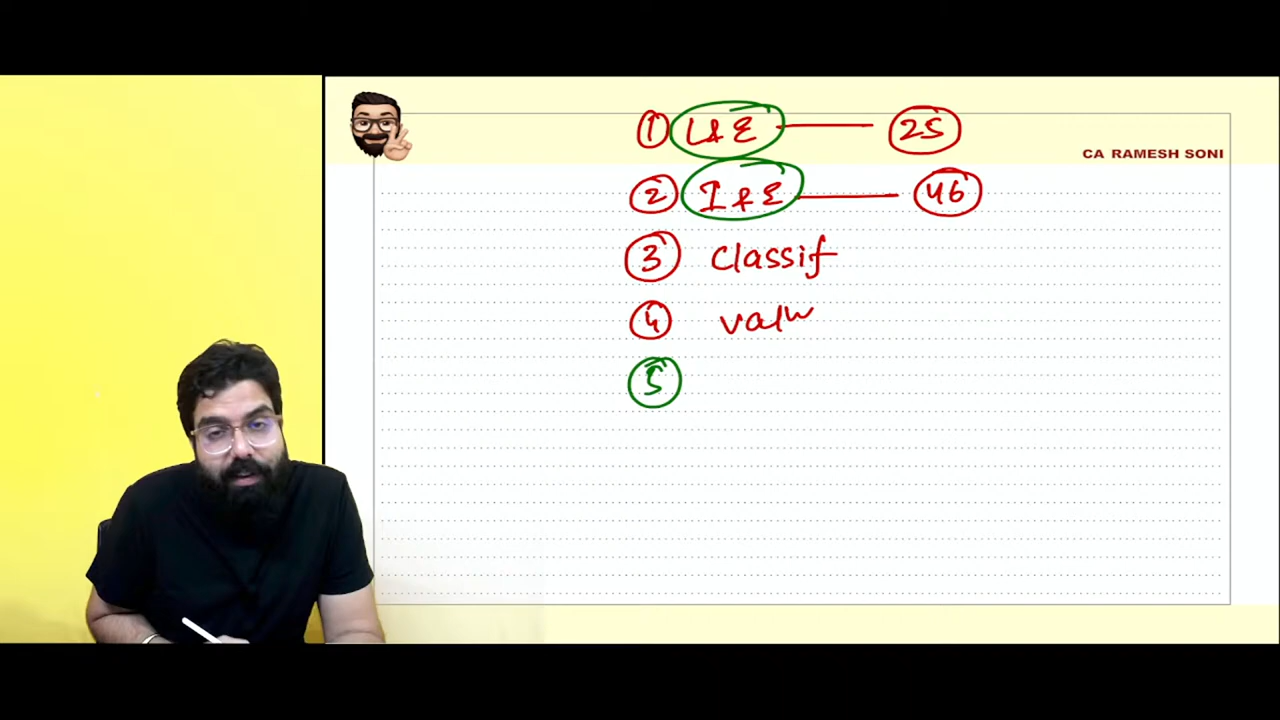 ① L & E —— 25
CA RAMESH SONI
② I & E —— 46
③ classif
④ valu
⑤